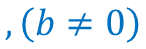 , (b ≠ 0)